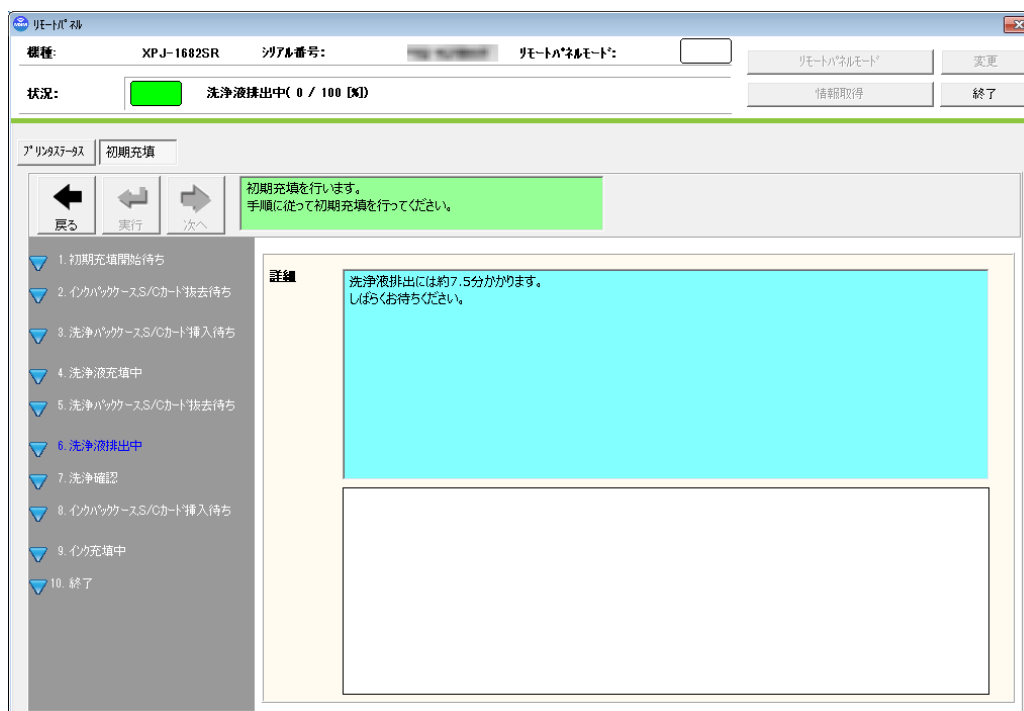 リモートパネル
機種: XPJ-1682SR シリアル番号: リモートパネルモード:
リモートパネルモード 変更
状況: 洗浄液排出中( 0 / 100 [%])
情報取得 終了
プリンタステータス 初期充填
戻る 実行 次へ
初期充填を行います。
手順に従って初期充填を行ってください。
1. 初期充填開始待ち
2. インクパックケース,S/Cカード抜去待ち
3. 洗浄パックケース,S/Cカード挿入待ち
4. 洗浄液充填中
5. 洗浄パックケース,S/Cカード抜去待ち
6. 洗浄液排出中
7. 洗浄確認
8. インクパックケース,S/Cカード挿入待ち
9. インク充填中
10. 終了
詳細
洗浄液排出には約7.5分かかります。
しばらくお待ちください。